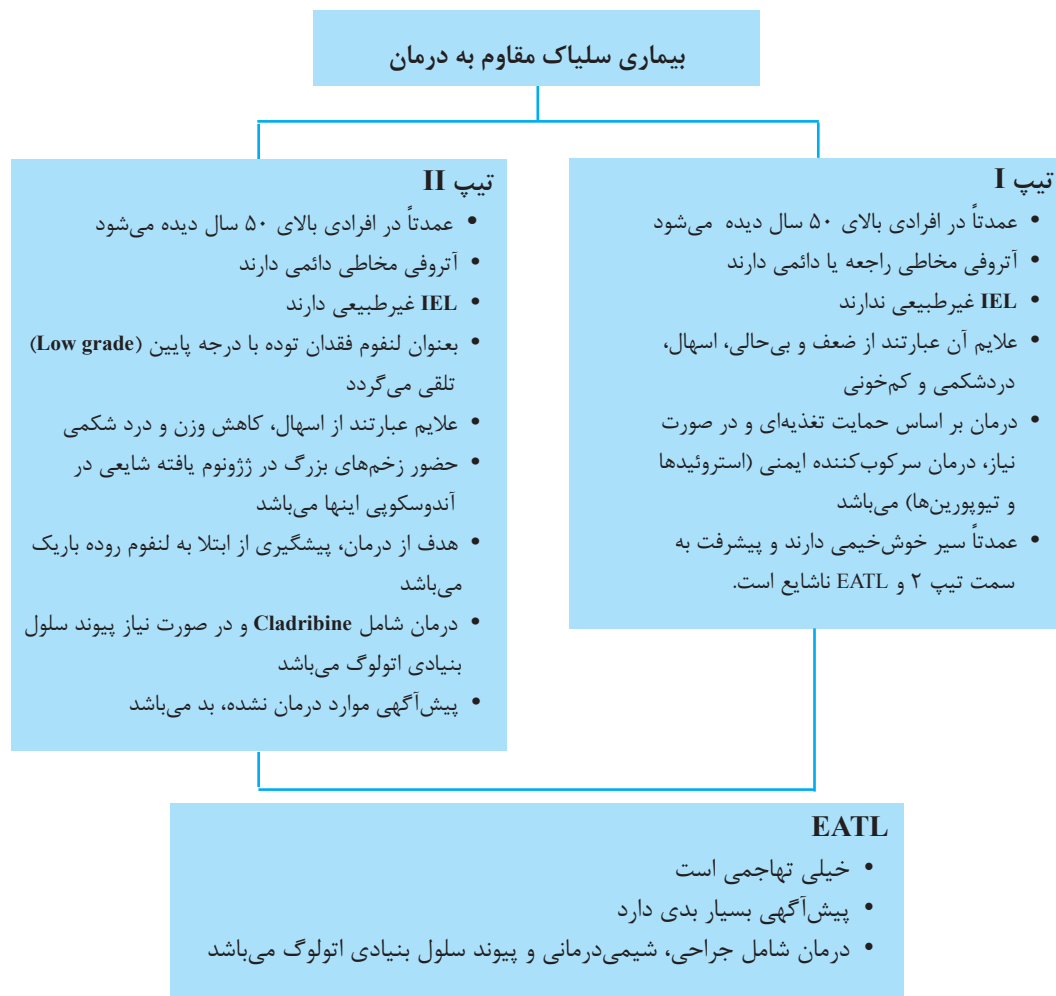 بیماری سلیاک مقاوم به درمان
تیپ I
• عمدتاً در افرادی بالای ۵۰ سال دیده می‌شود
• آتروفی مخاطی راجعه یا دائمی دارند
• IEL غیرطبیعی ندارند
• علایم آن عبارتند از ضعف و بی‌حالی، اسهال،
دردشکمی و کم‌خونی
• درمان بر اساس حمایت تغذیه‌ای و در صورت
نیاز، درمان سرکوب‌کننده ایمنی (استروئیدها
و تیوپورین‌ها) می‌باشد
• عمدتاً سیر خوش‌خیمی دارند و پیشرفت به
سمت تیپ ۲ و EATL ناشایع است.
تیپ II
• عمدتاً در افرادی بالای ۵۰ سال دیده می‌شود
• آتروفی مخاطی دائمی دارند
• IEL غیرطبیعی دارند
• بعنوان لنفوم فقدان توده با درجه پایین (Low grade)
تلقی می‌گردد
• علایم عبارتند از اسهال، کاهش وزن و درد شکمی
• حضور زخم‌های بزرگ در ژژونوم یافته شایعی در
آندوسکوپی اینها می‌باشد
• هدف از درمان، پیشگیری از ابتلا به لنفوم روده باریک
می‌باشد
• درمان شامل Cladribine و در صورت نیاز پیوند سلول
بنیادی اتولوگ می‌باشد
• پیش‌آگهی موارد درمان نشده، بد می‌باشد
EATL
• خیلی تهاجمی است
• پیش‌آگهی بسیار بدی دارد
• درمان شامل جراحی، شیمی‌درمانی و پیوند سلول بنیادی اتولوگ می‌باشد